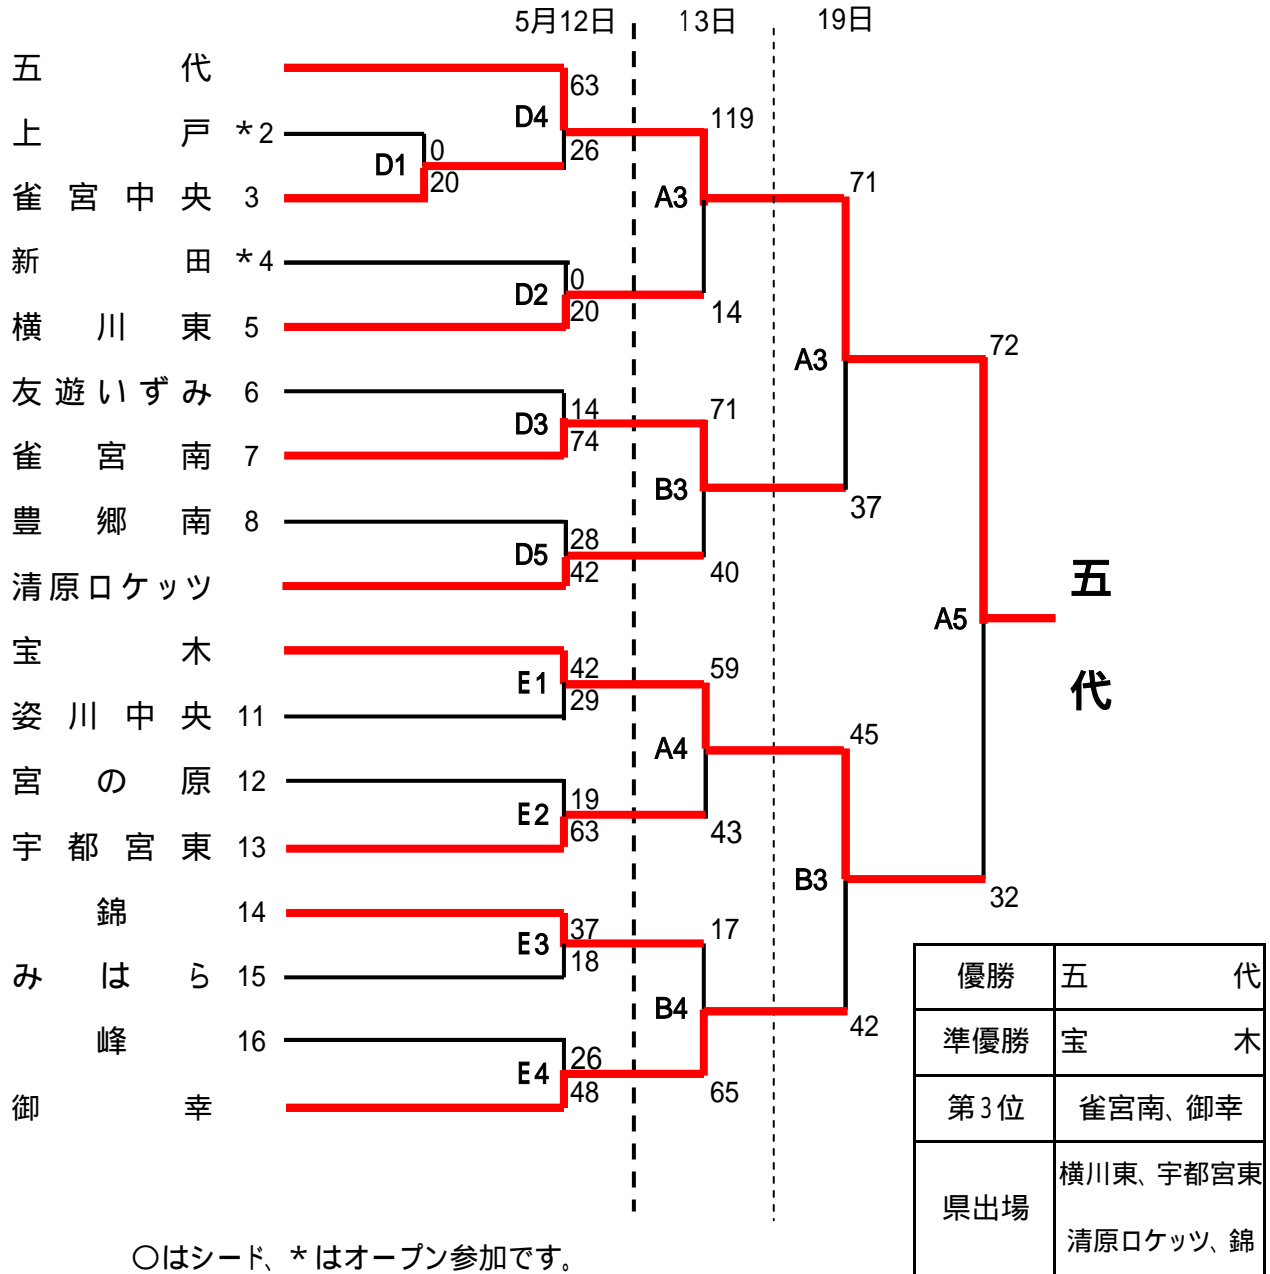 5月12日 13日 19日
五代
63
D4
119
上戸 *2
0
26
D1
20
71
雀宮中央 3
A3
新田 *4
0
D2
20
14
横川東 5
72
A3
友遊いずみ 6
14
71
D3
74
雀宮南 7
B3
37
豊郷南 8
28
D5
42
40
清原ロケッツ
五代
A5
宝木
42
59
E1
29
姿川中央 11
45
A4
宮の原 12
19
E2
63
43
宇都宮東 13
B3
32
錦 14
37
17
E3
18
みはら 15
B4
42
峰 16
26
E4
48
65
御幸
優勝 五代
準優勝 宝木
第3位 雀宮南、御幸
県出場 横川東、宇都宮東
清原ロケッツ、錦
○はシード、*はオープン参加です。